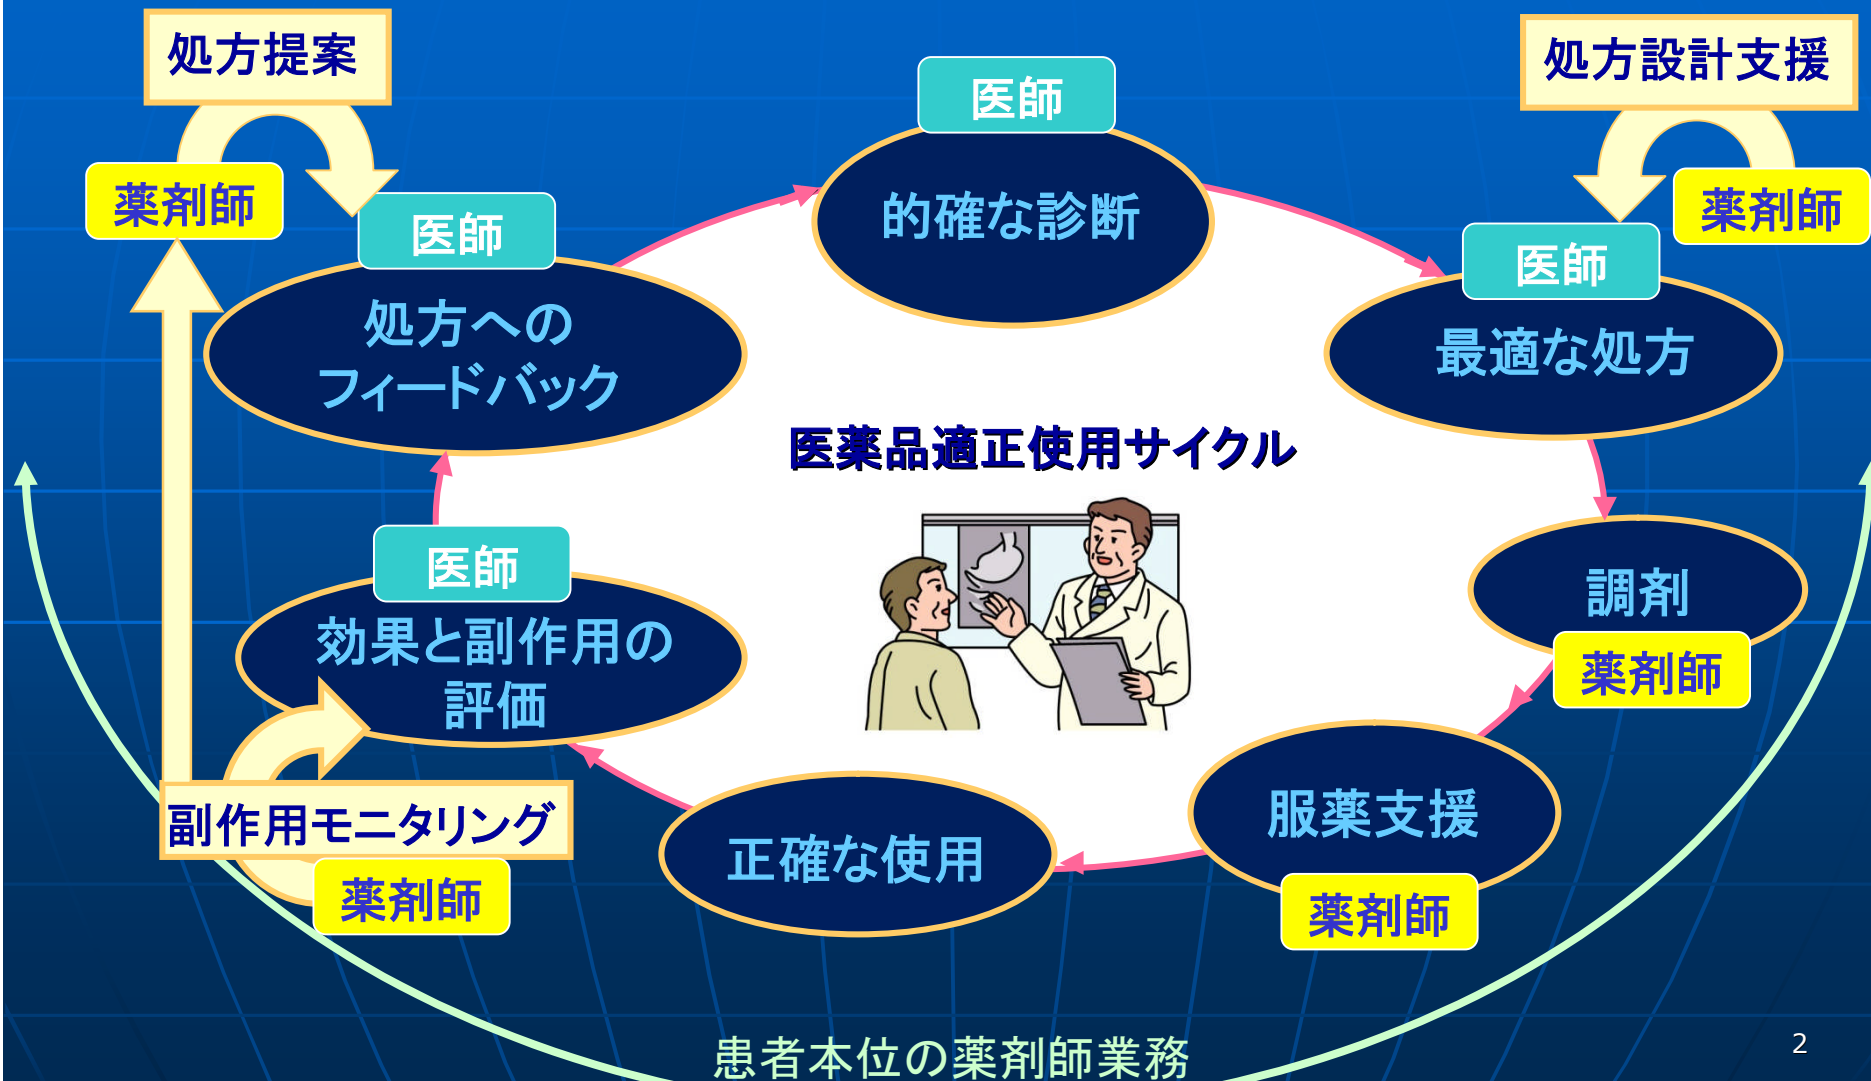 処方提案
処方設計支援
医師
薬剤師
薬剤師
医師
的確な診断
医師
処方への
フィードバック
最適な処方
医薬品適正使用サイクル
医師
調剤
効果と副作用の
評価
薬剤師
副作用モニタリング
服薬支援
正確な使用
薬剤師
薬剤師
患者本位の薬剤師業務
2